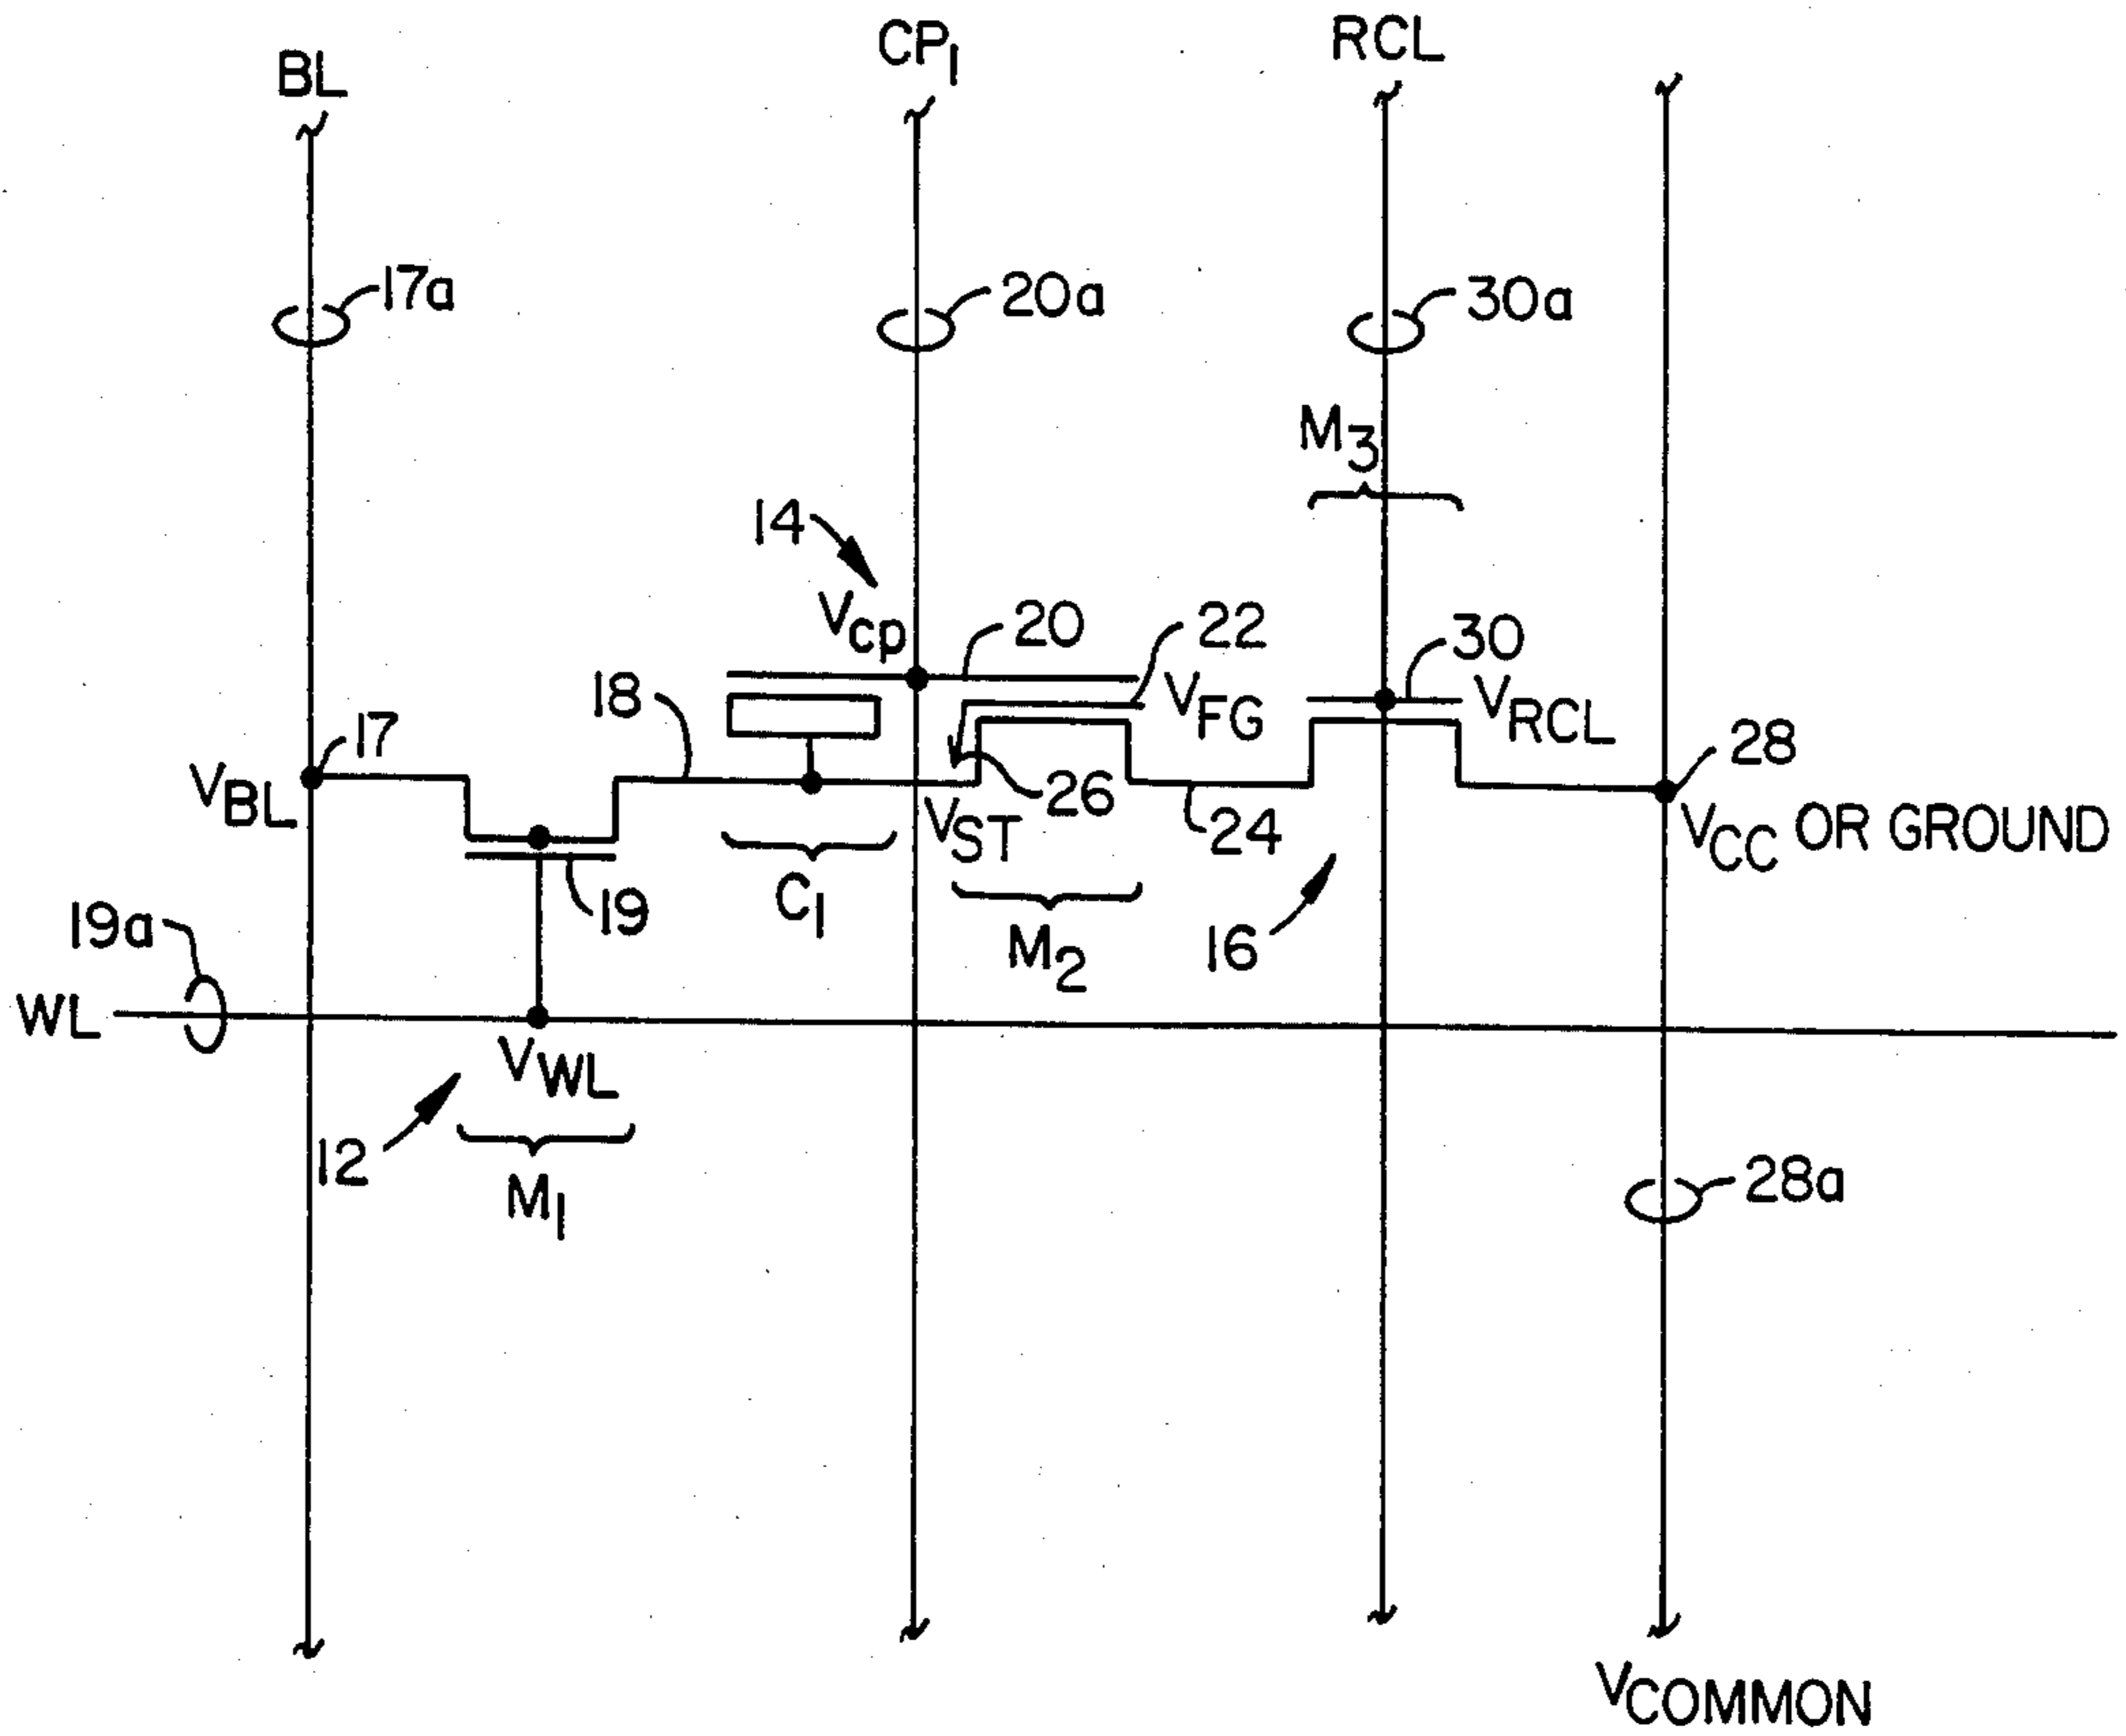 BL
CP1
RCL
17a
20a
30a
M3
14
Vcp
20
22
30
18
VFG
VRCL
17
28
VBL
26
VST
24
VCC OR GROUND
19
C1
19a
M2
16
WL
VWL
12
M1
28a
VCOMMON